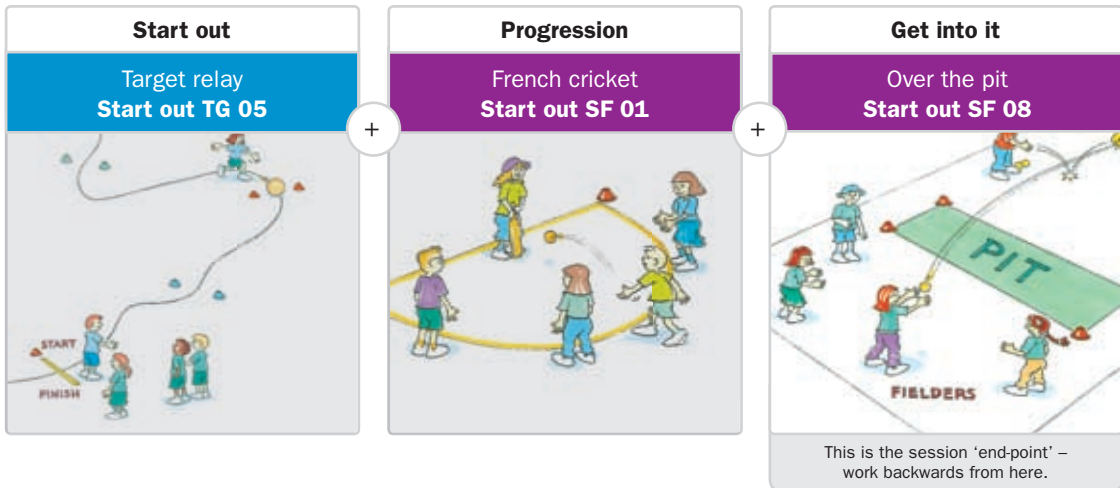 Start out
Target relay
Start out TG 05
START
FINISH
+
Progression
French cricket
Start out SF 01
+
Get into it
Over the pit
Start out SF 08
PIT
FIELDERS
This is the session ‘end-point’ –
work backwards from here.